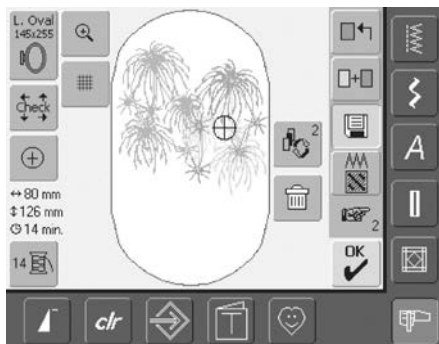 L. Oval
145x255
Check
80 mm
126 mm
14 min.
14
2
2
OK
A
clr
T